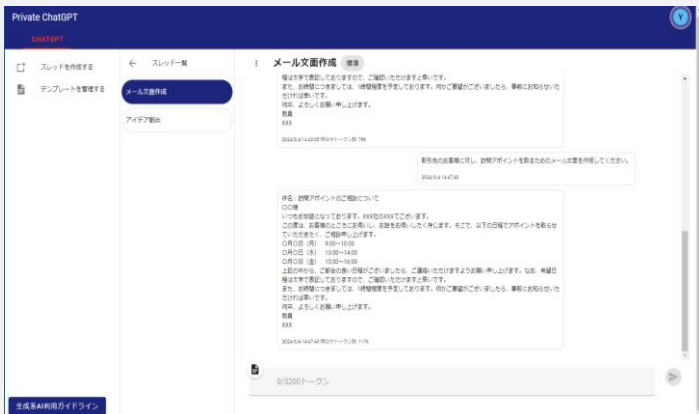 Private ChatGPT
Y
CHATGPT
スレッドを作成する
テンプレートを管理する
スレッド一覧
メール文面作成
アイデア創出
メール文面作成 標準
程は太字で表記しておりますので、ご確認いただけますと幸いです。
また、お時間につきましては、1時間程度を予定しております。何かご要望がございましたら、事前にお知らせいた
だければ幸いです。
何卒、よろしくお願い申し上げます。
敬具
XXX
取引先のお客様に対し、訪問アポイントを取るためのメール文面を作成してください。
件名：訪問アポイントのご相談について
〇〇様
いつもお世話になっております。XXX社のXXXでございます。
この度は、お客様のところにお伺いし、お話をお伺いしたく存じます。そこで、以下の日程でアポイントを取らせ
ていただきたく、ご相談申し上げます。
〇月〇日（月） 9:00～10:00
〇月〇日（水） 13:00～14:00
〇月〇日（金） 15:00～16:00
上記の中から、ご都合の良い日程がございましたら、ご連絡いただけますようお願い申し上げます。なお、希望日
程は太字で表記しておりますので、ご確認いただけますと幸いです。
また、お時間につきましては、1時間程度を予定しております。何かご要望がございましたら、事前にお知らせいた
だければ幸いです。
何卒、よろしくお願い申し上げます。
敬具
XXX
0/3200トークン
生成系AI利用ガイドライン